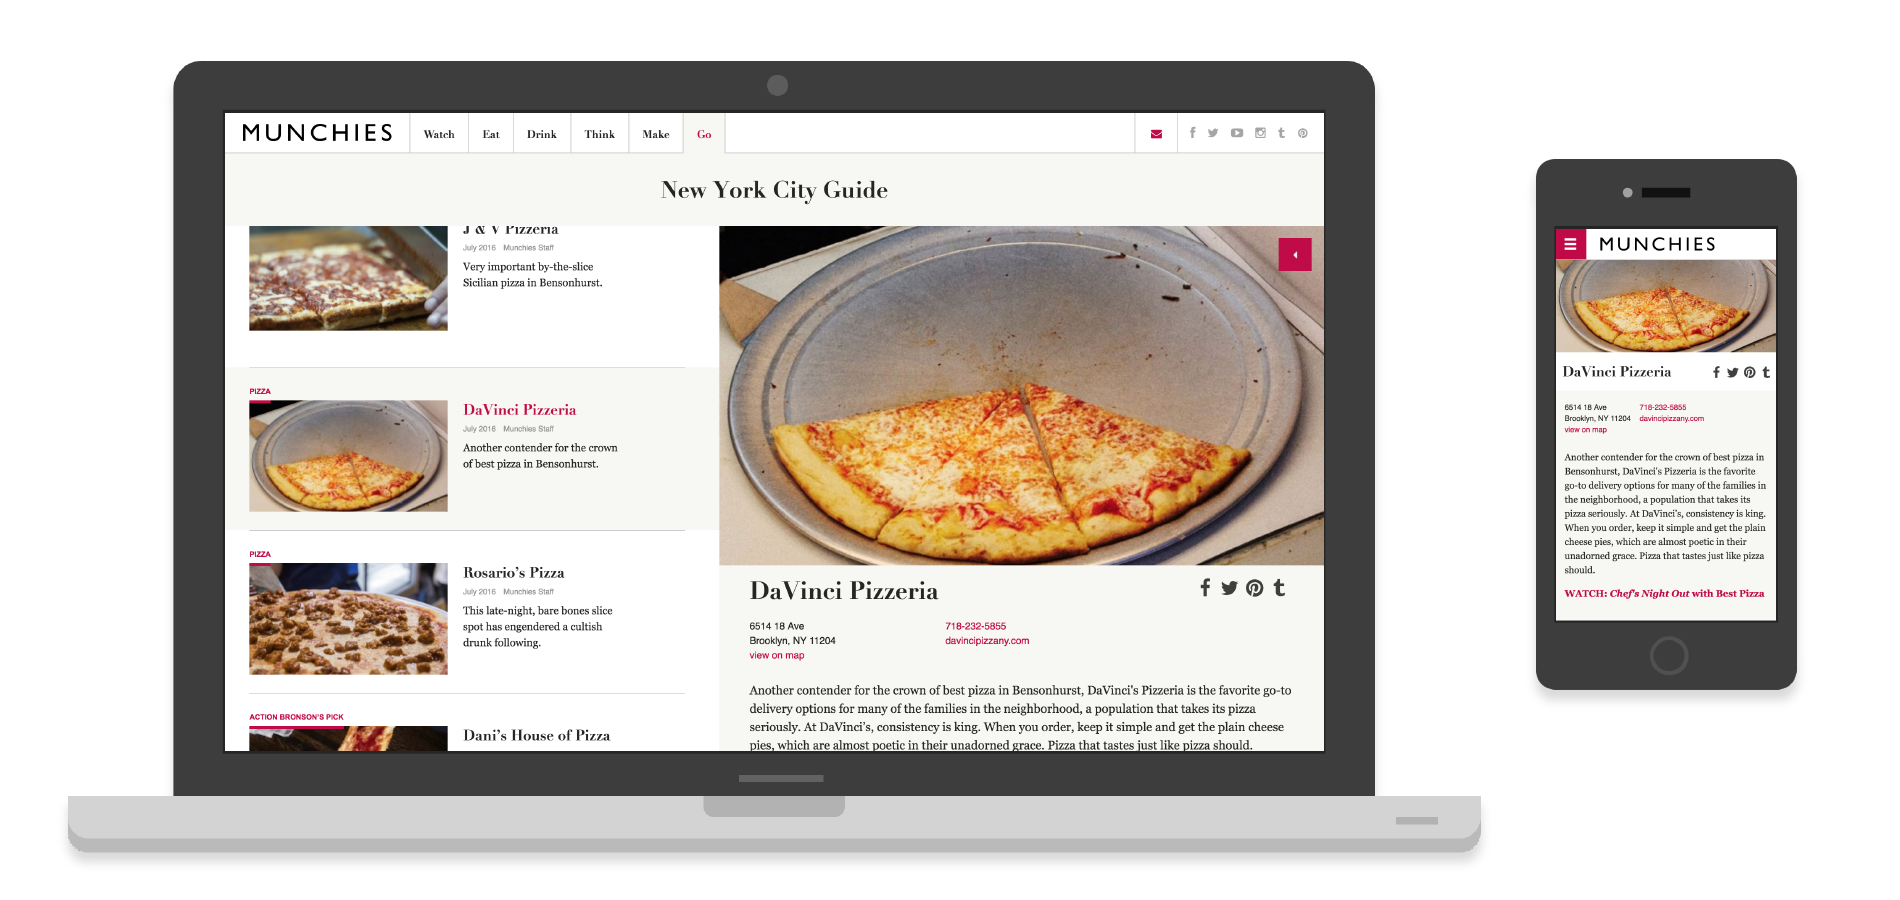 MUNCHIES
Watch
Eat
Drink
Think
Make
Go
New York City Guide
J & V Pizzeria
July 2016 Munchies Staff
Very important by-the-slice
Sicilian pizza in Bensonhurst.
PIZZA
DaVinci Pizzeria
July 2016 Munchies Staff
Another contender for the crown
of best pizza in Bensonhurst.
PIZZA
Rosario's Pizza
July 2016 Munchies Staff
This late-night, bare bones slice
spot has engendered a cultish
drunk following.
ACTION BRONSON'S PICK
Dani's House of Pizza
DaVinci Pizzeria
6514 18 Ave
Brooklyn, NY 11204
view on map
718-232-5855
davincipizzany.com
Another contender for the crown of best pizza in Bensonhurst, DaVinci's Pizzeria is the favorite go-to
delivery options for many of the families in the neighborhood, a population that takes its pizza
seriously. At DaVinci's, consistency is king. When you order, keep it simple and get the plain cheese
pies, which are almost poetic in their unadorned grace. Pizza that tastes just like pizza should.
MUNCHIES
DaVinci Pizzeria
6514 18 Ave
Brooklyn, NY 11204
view on map
718-232-5855
davincipizzany.com
Another contender for the crown of best pizza in
Bensonhurst, DaVinci's Pizzeria is the favorite
go-to delivery options for many of the families in
the neighborhood, a population that takes its
pizza seriously. At DaVinci's, consistency is king.
When you order, keep it simple and get the plain
cheese pies, which are almost poetic in their
unadorned grace. Pizza that tastes just like pizza
should.
WATCH: Chef's Night Out with Best Pizza